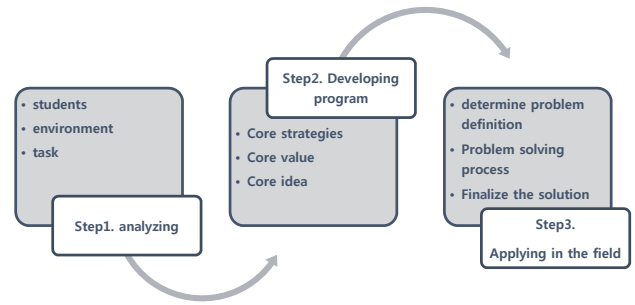 • students
• environment
• task
Step1. analyzing
Step2. Developing
program
• Core strategies
• Core value
• Core idea
• determine problem
definition
• Problem solving
process
• Finalize the solution
Step3.
Applying in the field